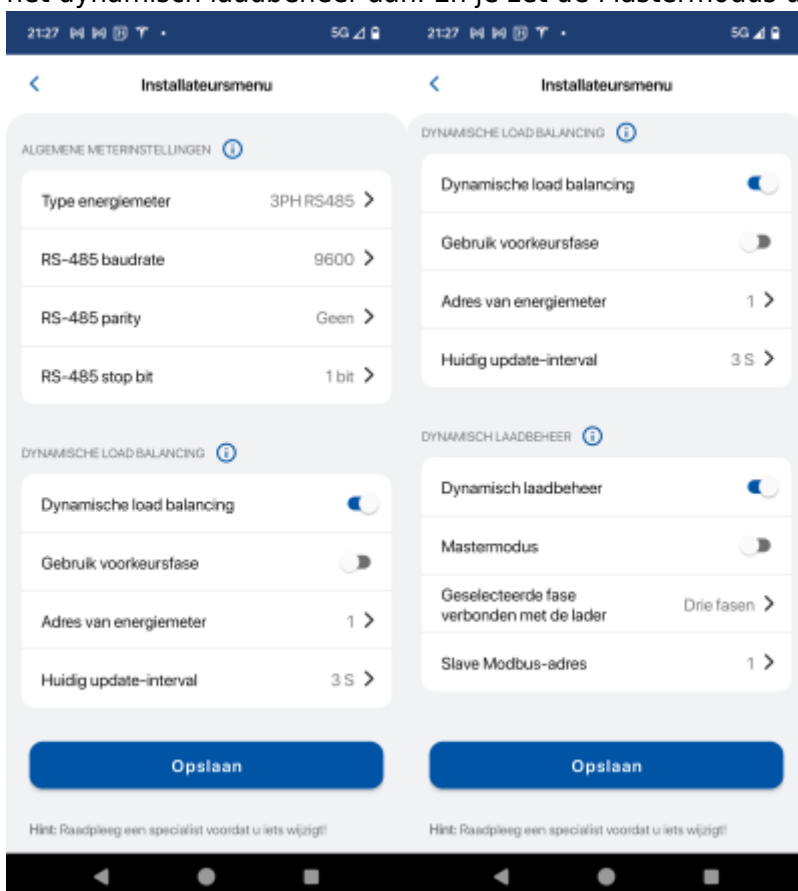 het dynamisch laadbeheer aan. En je zet de Mastermodus
21:27
5G
Installateursmenu
ALGEMENE METERINSTELLINGEN
Type energiemeter 3PH RS485
RS-485 baudrate 9600
RS-485 parity Geen
RS-485 stop bit 1 bit
DYNAMISCHE LOAD BALANCING
Dynamische load balancing
Gebruik voorkeursfase
Adres van energiemeter 1
Huidig update-interval 3 S
Opslaan
Hint: Raadpleeg een specialist voordat u iets wijzigt!
21:27
5G
Installateursmenu
DYNAMISCHE LOAD BALANCING
Dynamische load balancing
Gebruik voorkeursfase
Adres van energiemeter 1
Huidig update-interval 3 S
DYNAMISCH LAADBEHEER
Dynamisch laadbeheer
Mastermodus
Geselecteerde fase
verbonden met de lader Drie fasen
Slave Modbus-adres 1
Opslaan
Hint: Raadpleeg een specialist voordat u iets wijzigt!